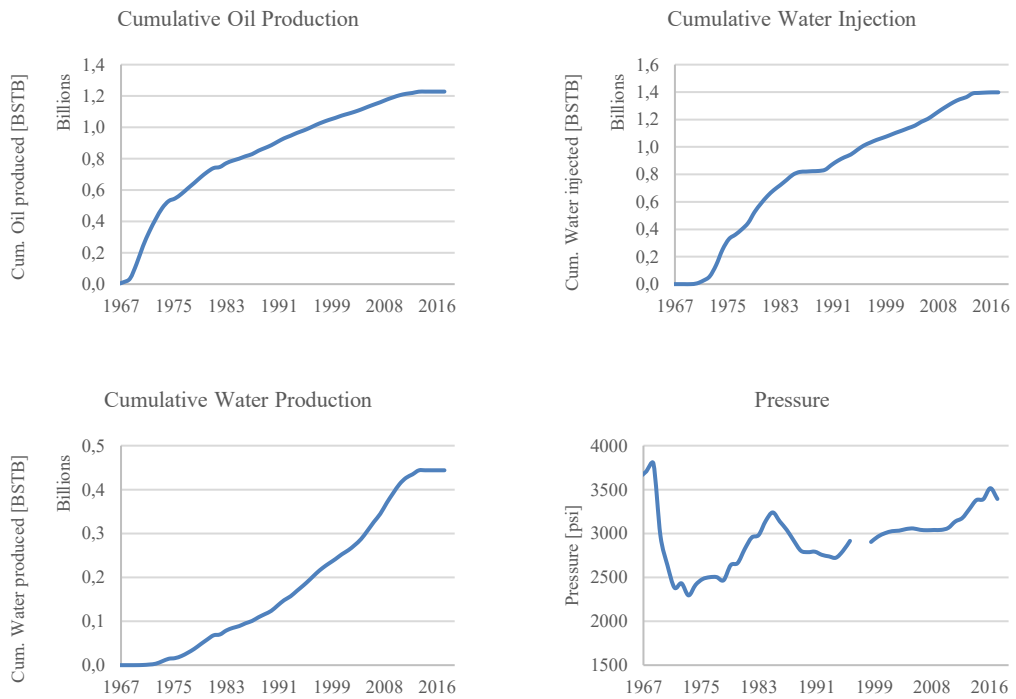 Cumulative Oil Production
Cum. Oil produced [BSTB]
Billions
1,4
1,2
1,0
0,8
0,6
0,4
0,2
0,0
1967 1975 1983 1991 1999 2008 2016
Cumulative Water Injection
Cum. Water injected [BSTB]
Billions
1,6
1,4
1,2
1,0
0,8
0,6
0,4
0,2
0,0
1967 1975 1983 1991 1999 2008 2016
Cumulative Water Production
Cum. Water produced [BSTB]
Billions
0,5
0,4
0,3
0,2
0,1
0,0
1967 1975 1983 1991 1999 2008 2016
Pressure
Pressure [psi]
4000
3500
3000
2500
2000
1500
1967 1975 1983 1991 1999 2008 2016